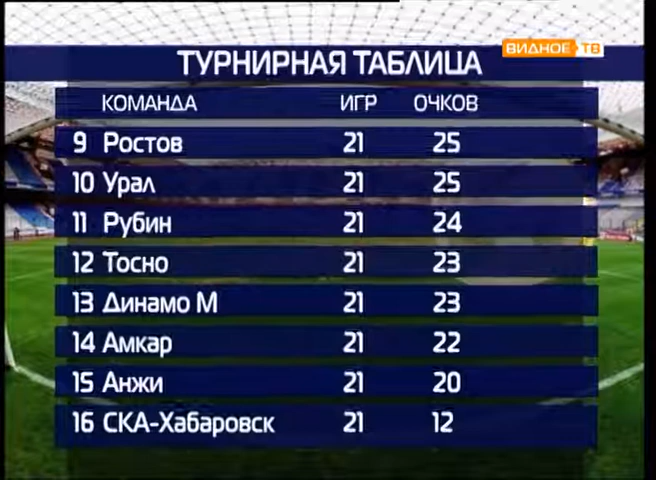 ВИДНОЕ ТВ
ТУРНИРНАЯ ТАБЛИЦА
КОМАНДА ИГР ОЧКОВ
9 Ростов 21 25
10 Урал 21 25
11 Рубин 21 24
12 Тосно 21 23
13 Динамо М 21 23
14 Амкар 21 22
15 Анжи 21 20
16 СКА-Хабаровск 21 12